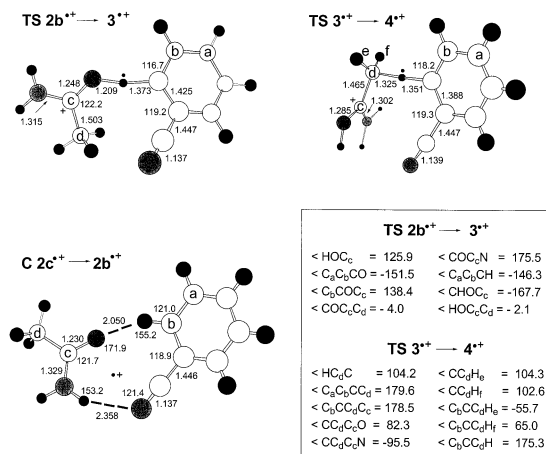 TS 2b•+ → 3•+
b a
116.7
1.248
1.209 1.373 1.425
c 122.2
+
119.2
1.315 1.503 1.447
d
1.137
TS 3•+ → 4•+
e f b a
118.2
d
1.465 1.325 1.351 1.388
1.285 c 1.302
+
119.3
1.447
1.139
C 2c•+ → 2b•+
a
2.050 121.0
b
d 1.230 155.2
171.9
c 121.7
118.9
1.329 •+ 1.446
153.2 121.4
1.137
2.358
TS 2b•+ → 3•+
< HOCc = 125.9 < COCcN = 175.5
< CaCbCO = -151.5 < CaCbCH = -146.3
< CbCOCc = 138.4 < CHOCc = -167.7
< COCcCd = -4.0 < HOCcCd = -2.1
TS 3•+ → 4•+
< HCdC = 104.2 < CCdHe = 104.3
< CaCbCCd = 179.6 < CCdHf = 102.6
< CbCCdCc = 178.5 < CbCCdHe = -55.7
< CCdCcO = 82.3 < CbCCdHf = 65.0
< CCdCcN = -95.5 < CbCCdH = 175.3